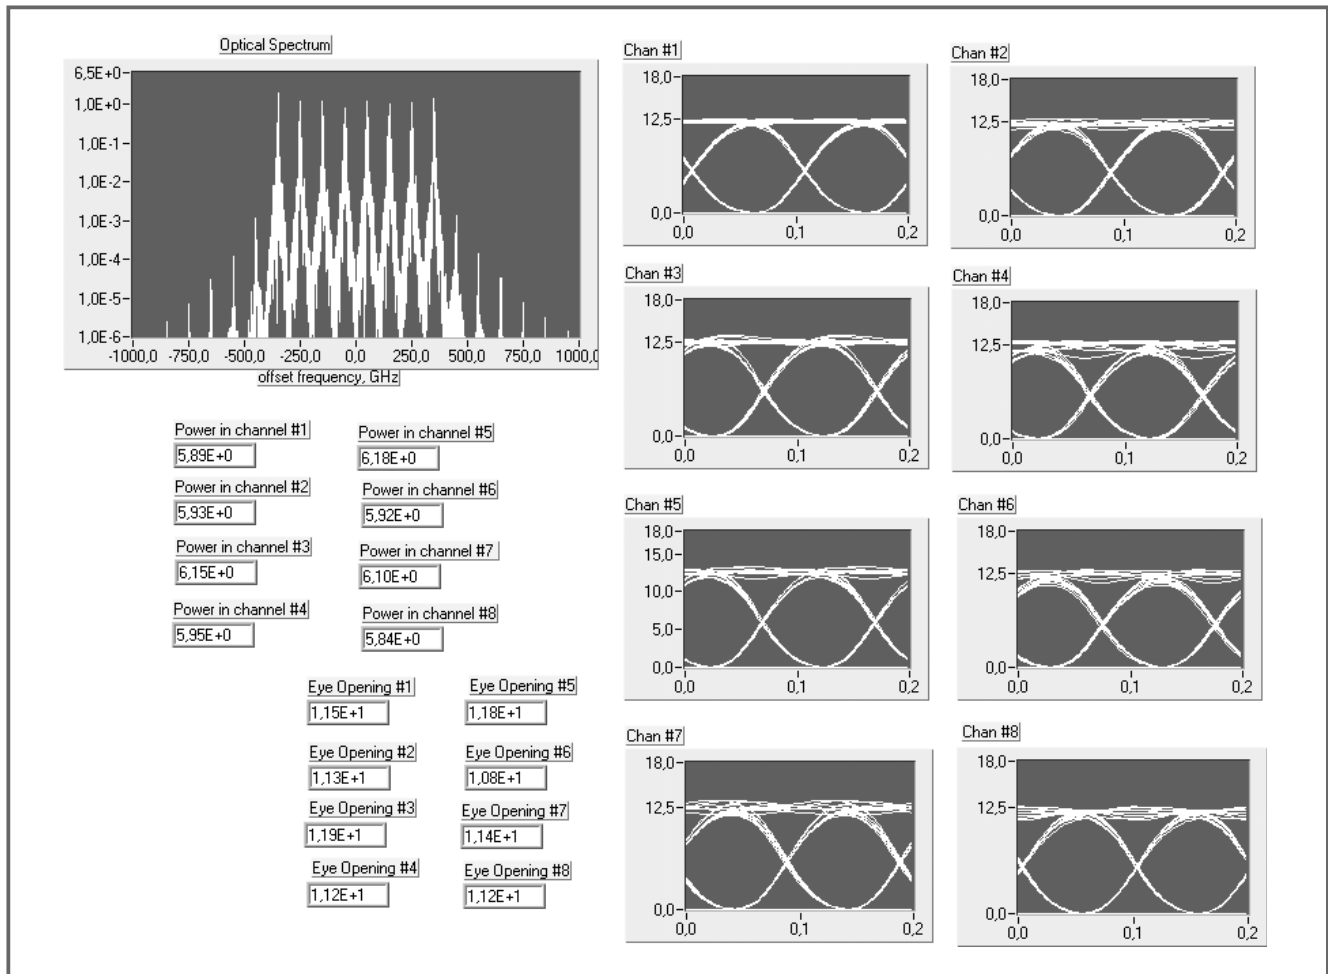 Optical Spectrum
6,5E+0
1,0E+0
1,0E-1
1,0E-2
1,0E-3
1,0E-4
1,0E-5
1,0E-6
-1000,0 -750,0 -500,0 -250,0 0,0 250,0 500,0 750,0 1000,0
offset frequency, GHz
Power in channel #1
5,89E+0
Power in channel #5
6,18E+0
Power in channel #2
5,93E+0
Power in channel #6
5,92E+0
Power in channel #3
6,15E+0
Power in channel #7
6,10E+0
Power in channel #4
5,95E+0
Power in channel #8
5,84E+0
Eye Opening #1
1,15E+1
Eye Opening #5
1,18E+1
Eye Opening #2
1,13E+1
Eye Opening #6
1,08E+1
Eye Opening #3
1,19E+1
Eye Opening #7
1,14E+1
Eye Opening #4
1,12E+1
Eye Opening #8
1,12E+1
Chan #1
18,0
12,5
0,0
0,0 0,1 0,2
Chan #2
18,0
12,5
0,0
0,0 0,1 0,2
Chan #3
18,0
12,5
0,0
0,0 0,1 0,2
Chan #4
18,0
12,5
0,0
0,0 0,1 0,2
Chan #5
18,0
15,0
10,0
5,0
0,0
0,0 0,1 0,2
Chan #6
18,0
12,5
0,0
0,0 0,1 0,2
Chan #7
18,0
12,5
0,0
0,0 0,1 0,2
Chan #8
18,0
12,5
0,0
0,0 0,1 0,2